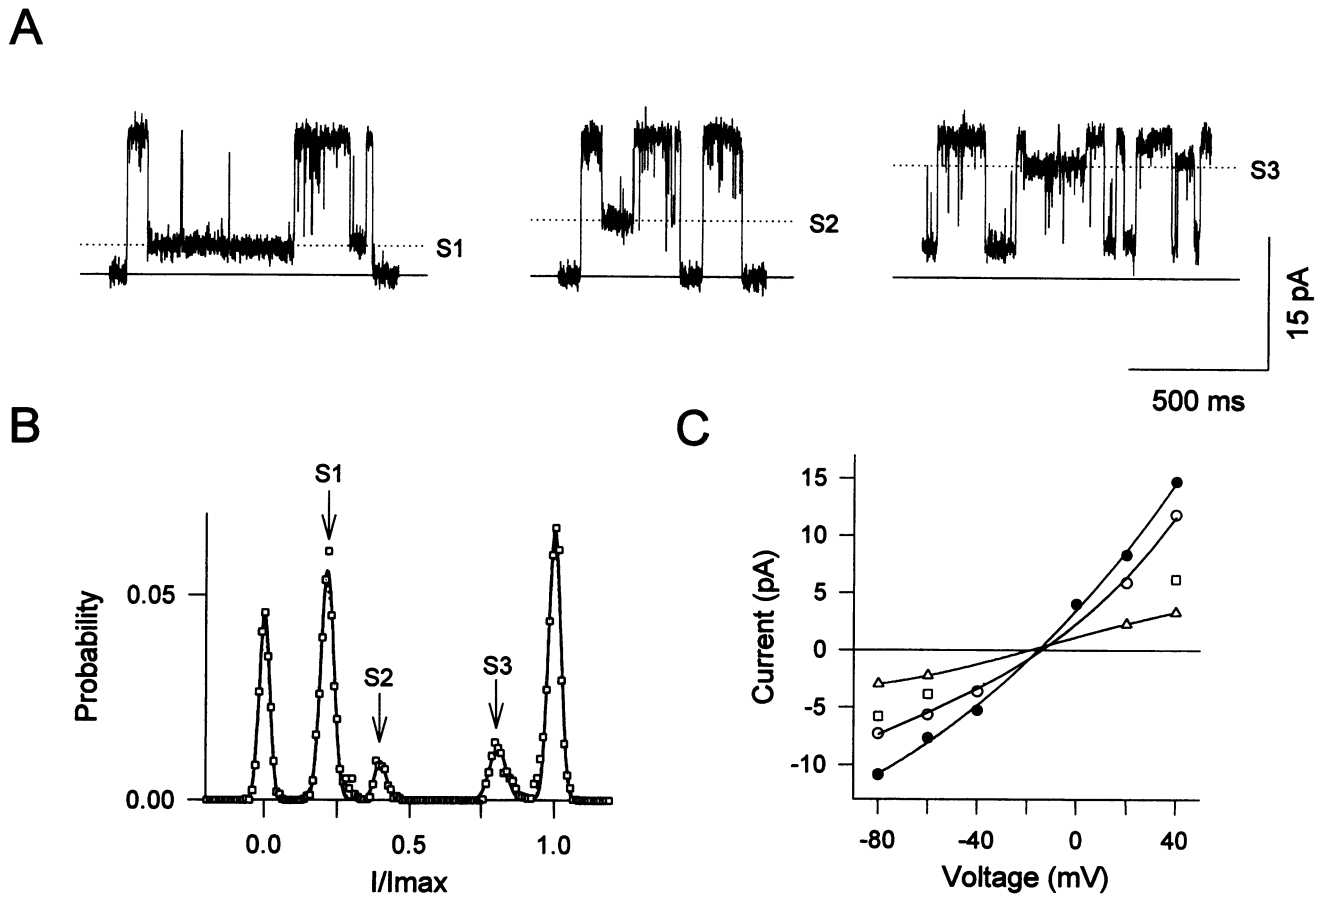 A
S1
S2
S3
15 pA
500 ms
B
S1
S2
S3
0.05
0.00
Probability
0.0 0.5 1.0
I/Imax
C
15
10
5
0
-5
-10
Current (pA)
-80 -40 0 40
Voltage (mV)